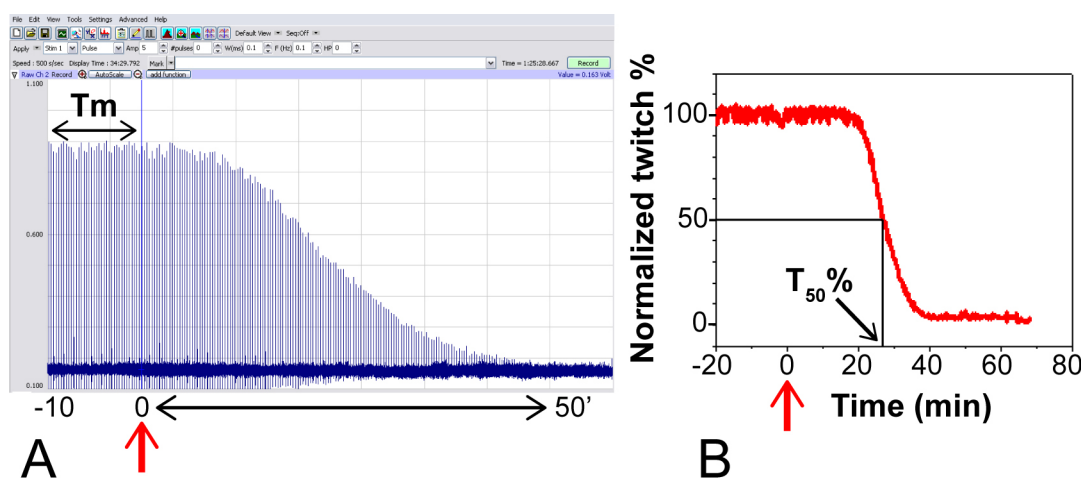 File Edit View Tools Settings Advanced Help
Default View Seq:Off
Apply Stim 1 Pulse Amp 5 #pulses 0 W(ms) 0.1 F (Hz) 0.1 HP 0
Speed : 500 s/sec Display Time : 34:29.792 Mark Time = 1:25:28.667 Record
Raw Ch 2 Record AutoScale add function Value = 0.163 Volt
1.100
Tm
0.600
0.100
-10 0 50'
A
Normalized twitch %
100
50
0
T50%
-20 0 20 40 60 80
Time (min)
B